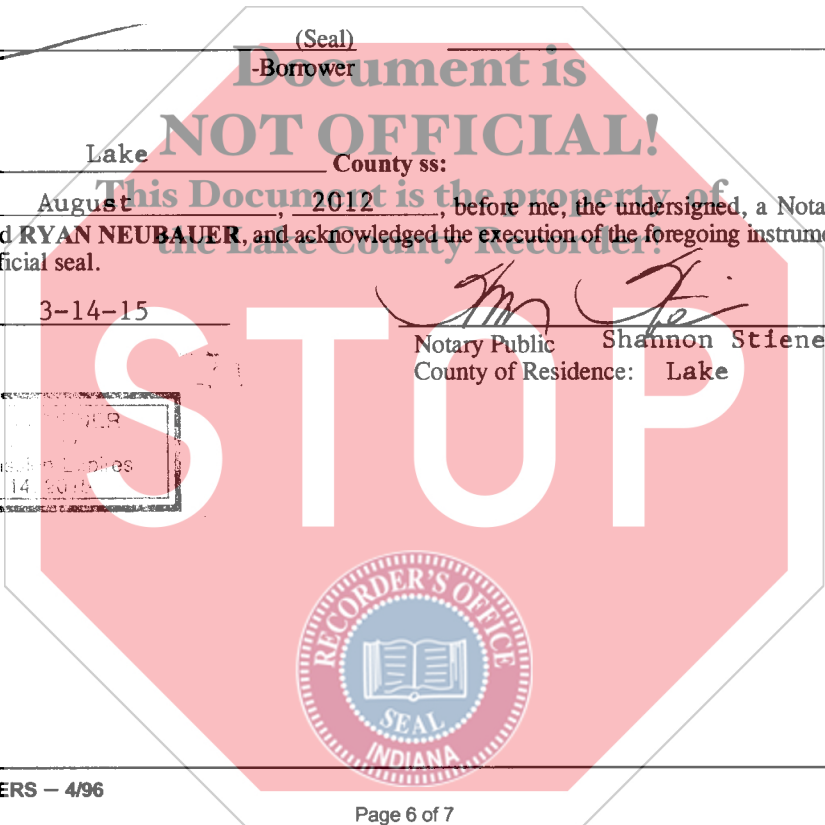 (Seal)
-Borrower
Document is
NOT OFFICIAL!
Lake County ss:
This Document is the property of
August , 2012 , before me, the undersigned, a Nota
d RYAN NEUBAUER, and acknowledged the execution of the foregoing instrume
the Lake County Recorder!
ficial seal.
3-14-15
Notary Public Shannon Stiene
County of Residence: Lake
STOP
Expires
14
RECORDER'S OFFICE
SEAL
INDIANA
ERS – 4/96
Page 6 of 7